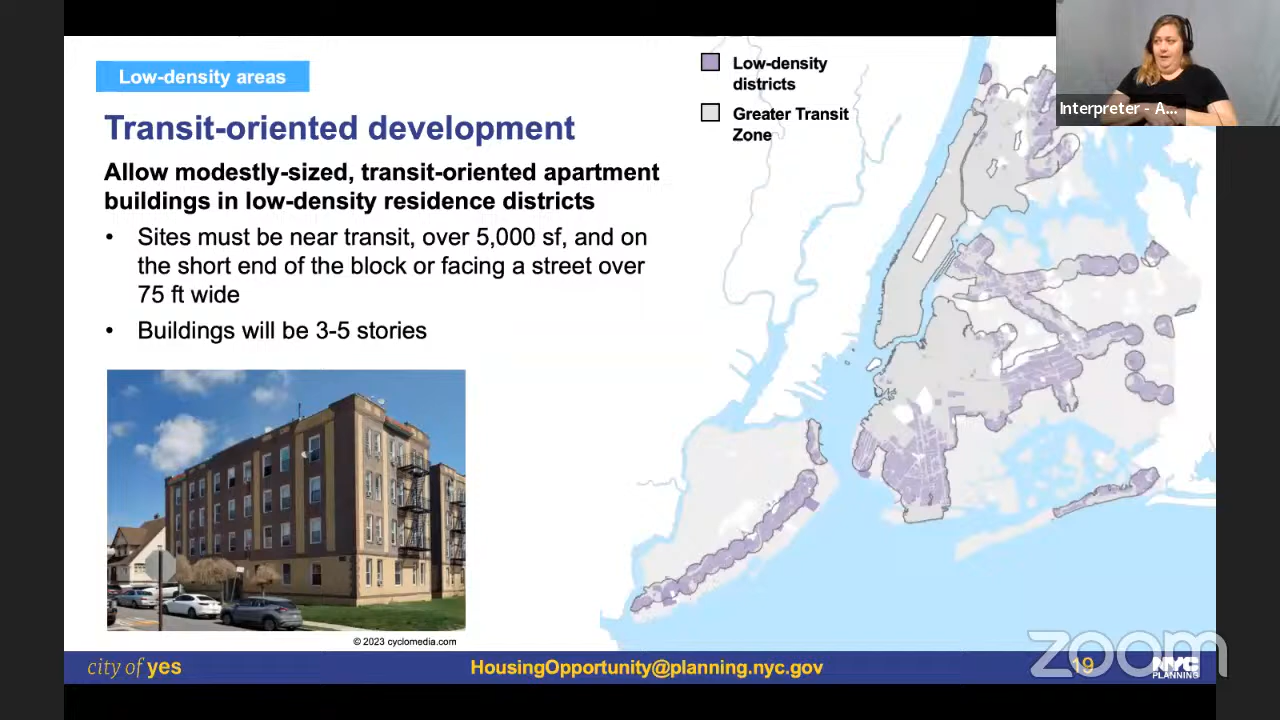 Low-density areas
Transit-oriented development
Allow modestly-sized, transit-oriented apartment
buildings in low-density residence districts
• Sites must be near transit, over 5,000 sf, and on
the short end of the block or facing a street over
75 ft wide
• Buildings will be 3-5 stories
© 2023 cyclomedia.com
Low-density
districts
Greater Transit
Zone
Interpreter - A...
city of yes
HousingOpportunity@planning.nyc.gov
19
NYC
PLANNING
zoom